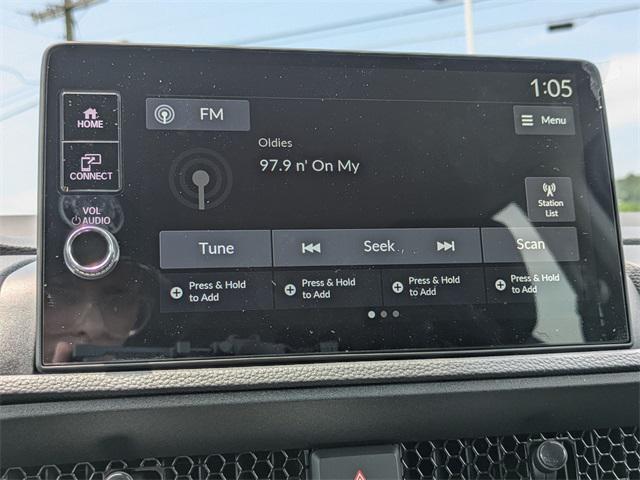 1:05
HOME
FM
Menu
Oldies
97.9 n' On My
CONNECT
Station
List
VOL
AUDIO
Tune
Seek
Scan
Press & Hold
to Add
Press & Hold
to Add
Press & Hold
to Add
Press & Hold
to Add